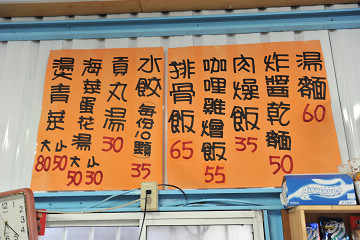 湯麵 60
炸醬乾麵 50
肉燥飯 35
咖哩雞燴飯 55
排骨飯 65
水餃(每份10顆) 35
貢丸湯 30
海菜蛋花湯 大50 小30
燙青菜 大80 小50
AIRWAVES